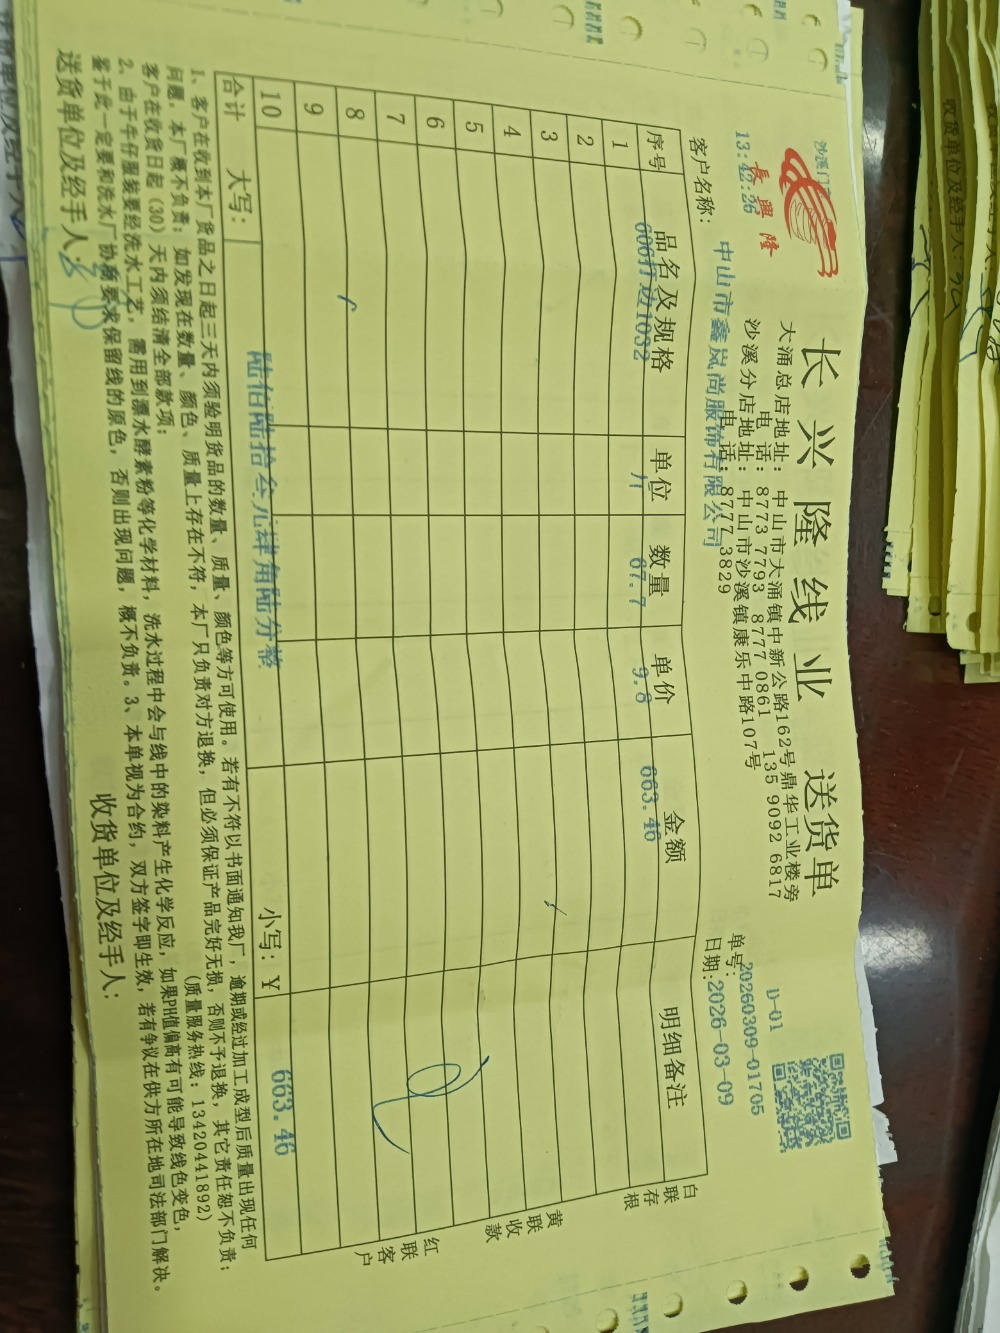 长兴隆线业 送货单
沙溪门
長興隆
大涌总店地址：中山市大涌镇中新公路162号鼎华工业楼旁
电话：8773 7793 8777 0861 135 9092 6817
沙溪分店地址：中山市沙溪镇康乐中路107号
电话：8777 3829
D-01
单号：20260309-01705
日期：2026-03-09
13:42:26
客户名称：中山市鑫岚尚服饰有限公司
序号 品名及规格 单位 数量 单价 金额 明细备注
1 606打边1032 斤 67.7 9.8 663.46
2
3
4
5
6
7
8
9
10
合计 大写：陆佰陆拾叁元肆角陆分整 小写：￥ 663.46
白联存根
黄联收款
红联客户
1、客户在收到本厂货品之日起三天内须验明货品的数量、质量、颜色等方可使用。若有不符以书面通知我厂，逾期或经过加工成型后质量出现任何
问题，本厂概不负责；如发现在数量、颜色、质量上存在不符，本厂只负责对方退换，但必须保证产品完好无损，否则不予退换，其它责任恕不负责；
客户在收货日起（30）天内须结清全部款项； （质量服务热线：13420441892）
2、由于牛仔服装要经洗水工艺，需用到漂水酵素粉等化学材料，洗水过程中会与线中的染料产生化学反应，如果PH值偏高有可能导致线色变色，
鉴于此一定要和洗水厂协商要求保留线的原色，否则出现问题，概不负责。3、本单视为合约，双方签字即生效，若有争议在供方所在地司法部门解决。
送货单位及经手人： 收货单位及经手人：
收货单位及经手人：